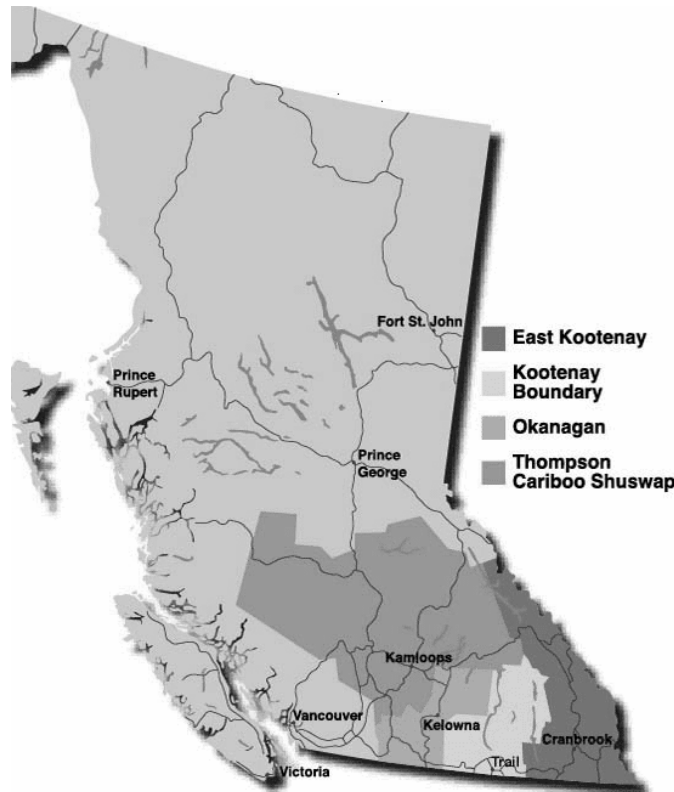 Fort St. John
East Kootenay
Kootenay
Boundary
Prince
Rupert
Okanagan
Prince
George
Thompson
Cariboo Shuswap
Kamloops
Vancouver
Kelowna
Cranbrook
Trail
Victoria